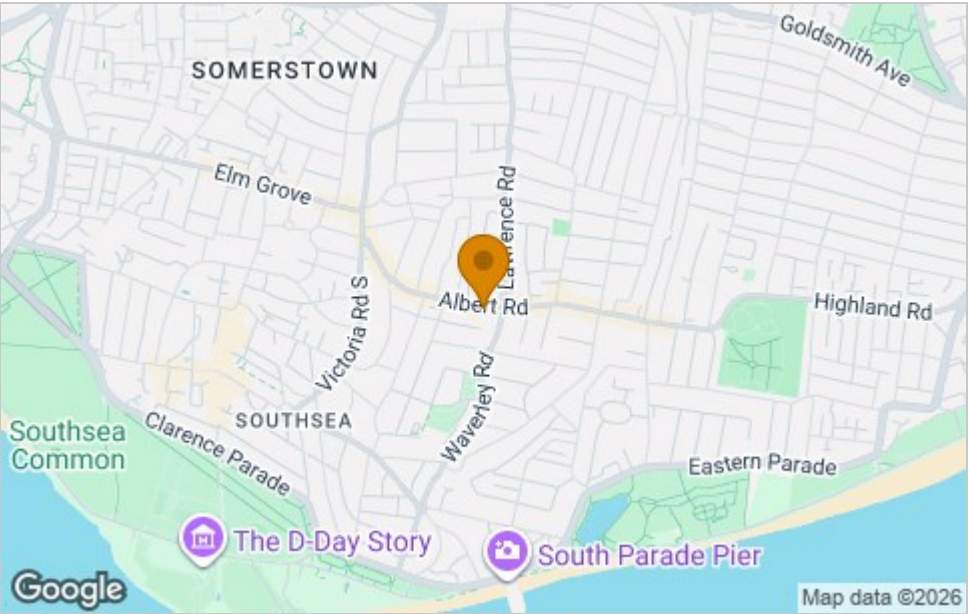 Goldsmith Ave
SOMERSTOWN
Elm Grove
Lawrence Rd
Albert Rd
Highland Rd
Victoria Rd S
Waverley Rd
SOUTHSEA
Clarence Parade
Southsea
Common
Eastern Parade
The D-Day Story
South Parade Pier
Google
Map data ©2026